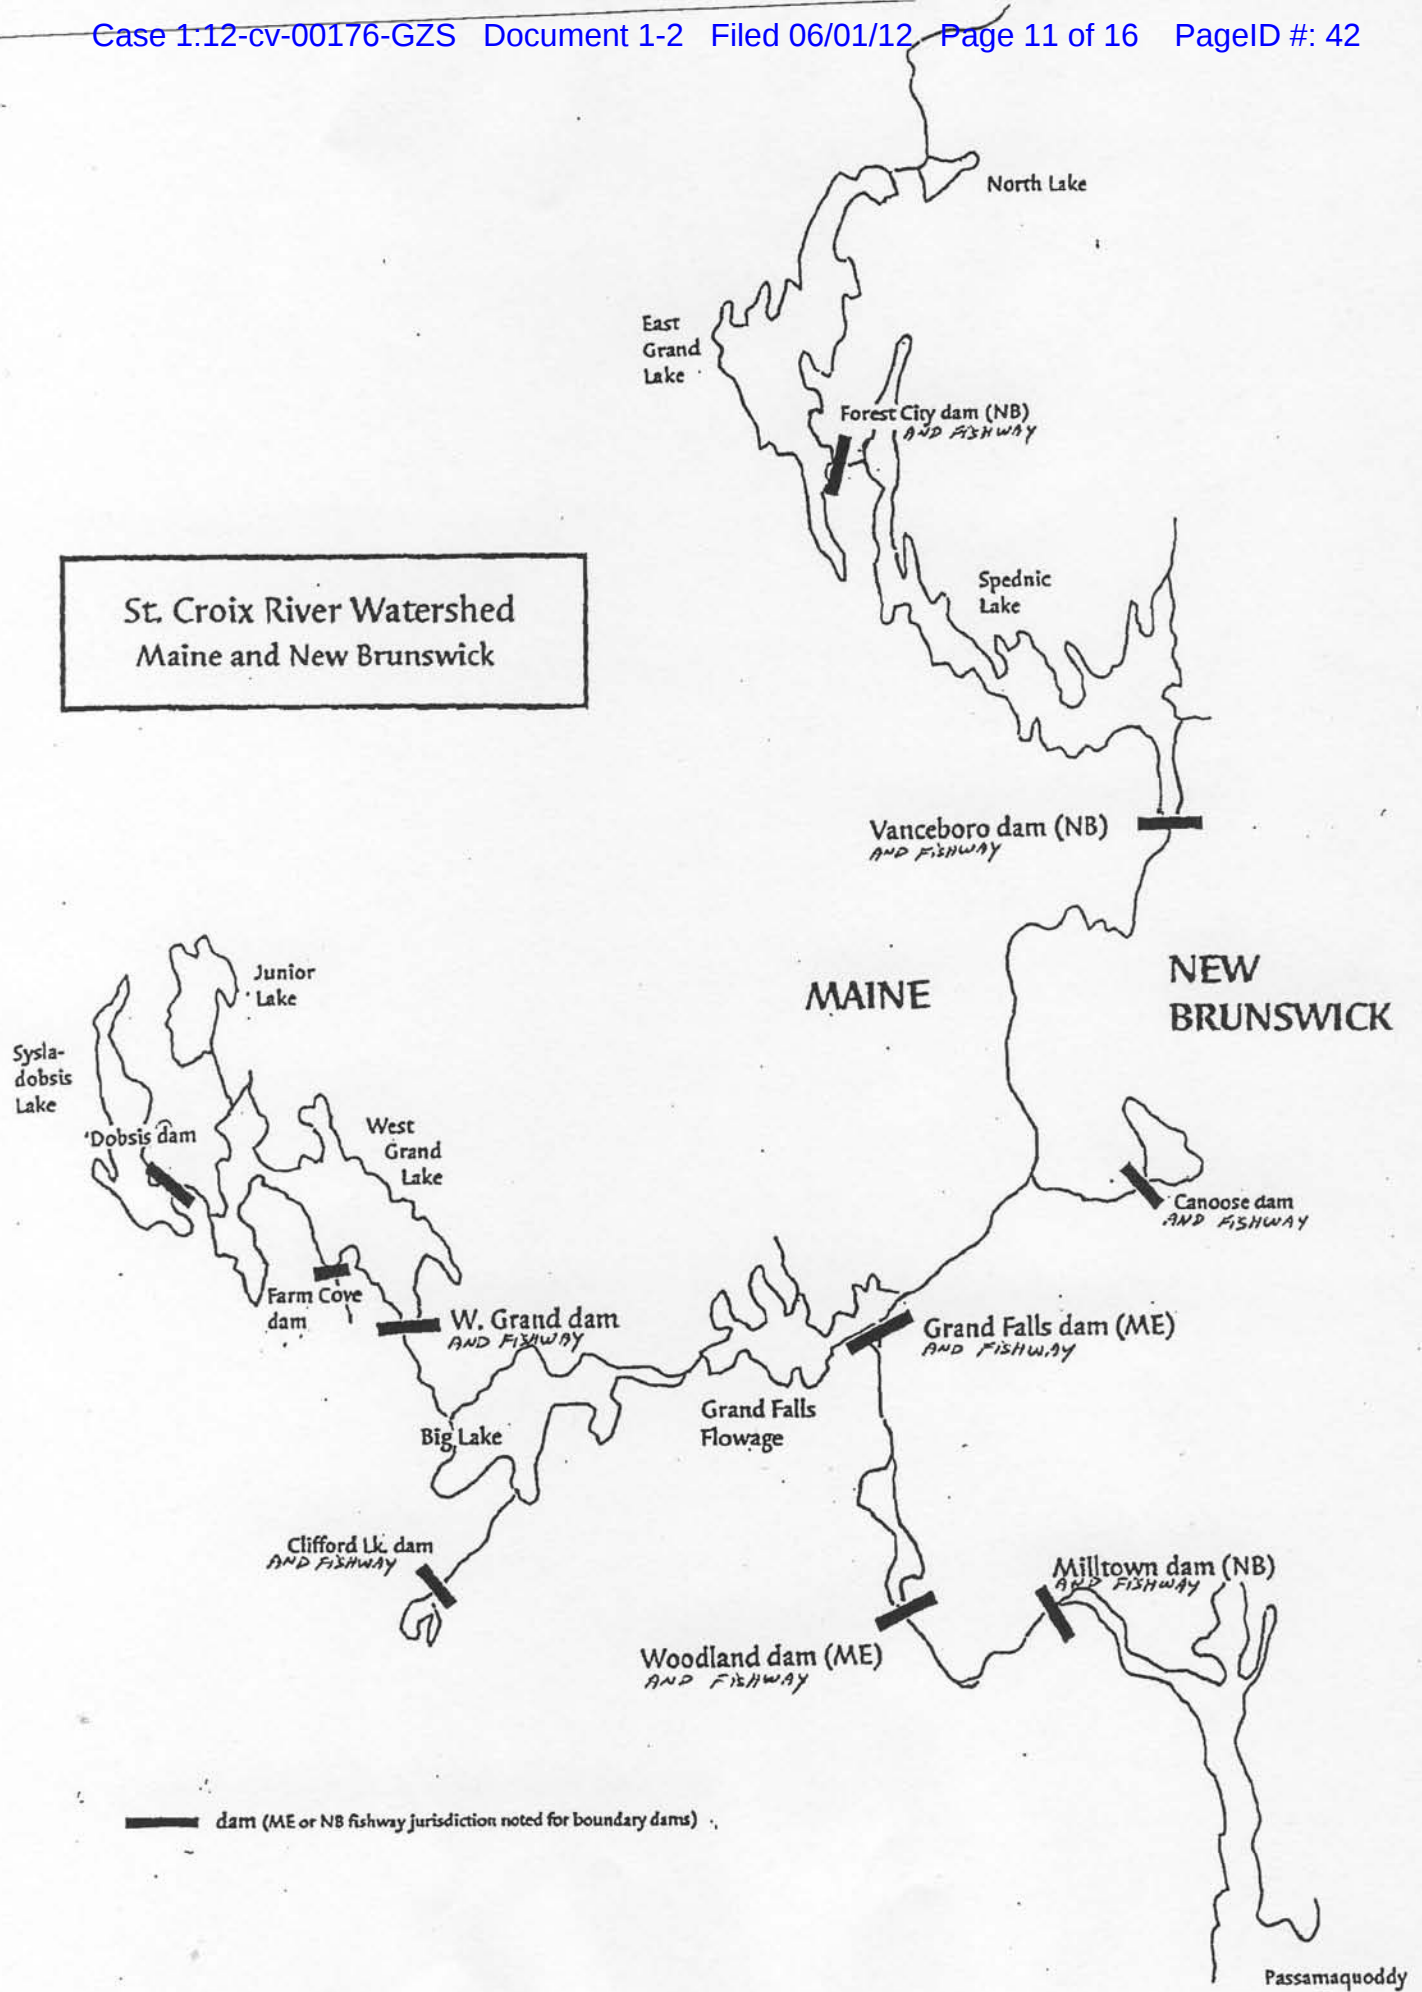 Case 1:12-cv-00176-GZS Document 1-2 Filed 06/01/12 Page 11 of 16 PageID #: 42
North Lake
East
Grand
Lake
Forest City dam (NB)
AND FISHWAY
St. Croix River Watershed
Maine and New Brunswick
Spednic
Lake
Vanceboro dam (NB)
AND FISHWAY
MAINE
NEW
BRUNSWICK
Junior
Lake
Sysla-
dobsis
Lake
Dobsis dam
West
Grand
Lake
Canoose dam
AND FISHWAY
Farm Cove
dam
W. Grand dam
AND FISHWAY
Grand Falls dam (ME)
AND FISHWAY
Grand Falls
Flowage
Big Lake
Clifford Lk. dam
AND FISHWAY
Milltown dam (NB)
AND FISHWAY
Woodland dam (ME)
AND FISHWAY
dam (ME or NB fishway jurisdiction noted for boundary dams)
Passamaquoddy